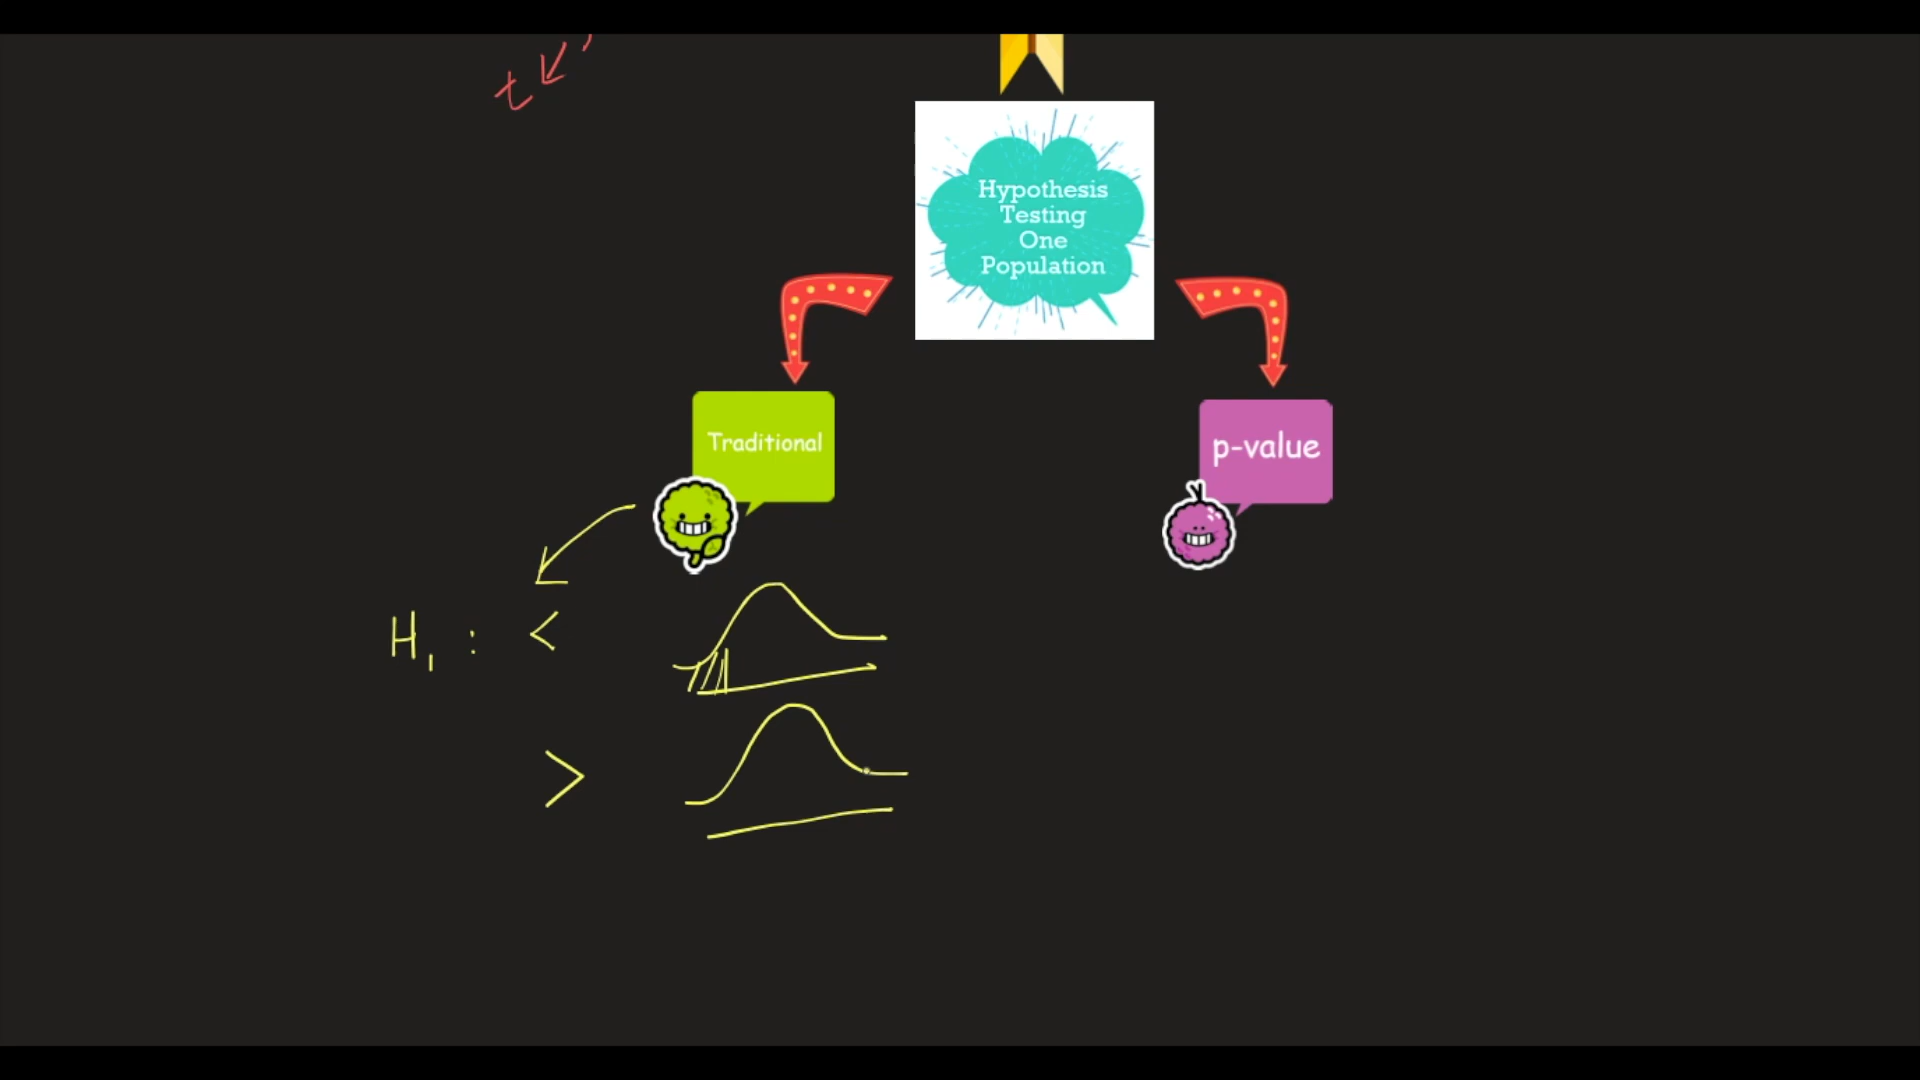 t
Hypothesis
Testing
One
Population
Traditional
p-value
H₁ : <
>